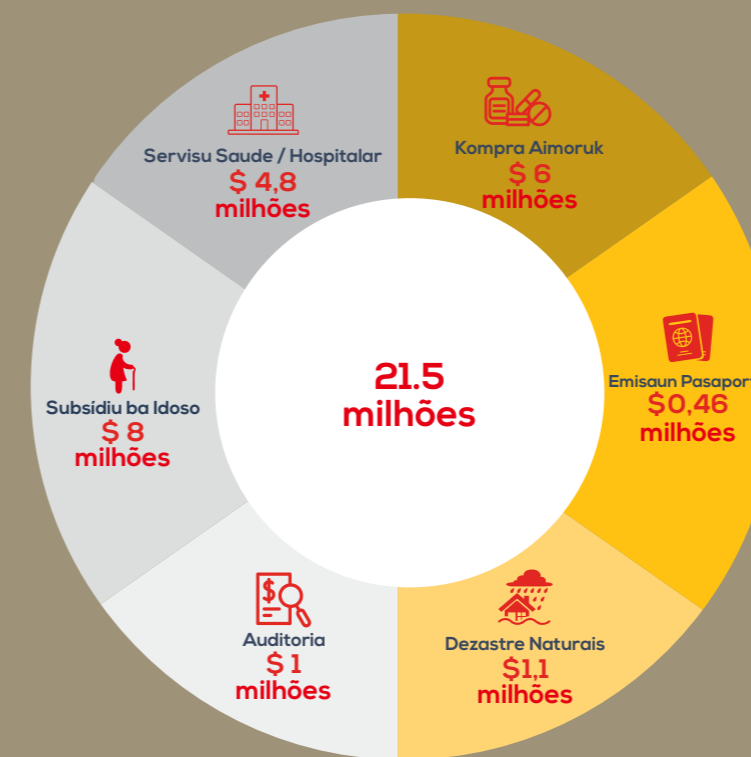 Servisu Saude / Hospitalar
$ 4,8
milhões
Kompra Aimoruk
$ 6
milhões
Emisaun Pasapor
$0,46
milhões
Dezastre Naturais
$1,1
milhões
Auditoria
$ 1
milhões
Subsídiu ba Idoso
$ 8
milhões
21.5
milhões